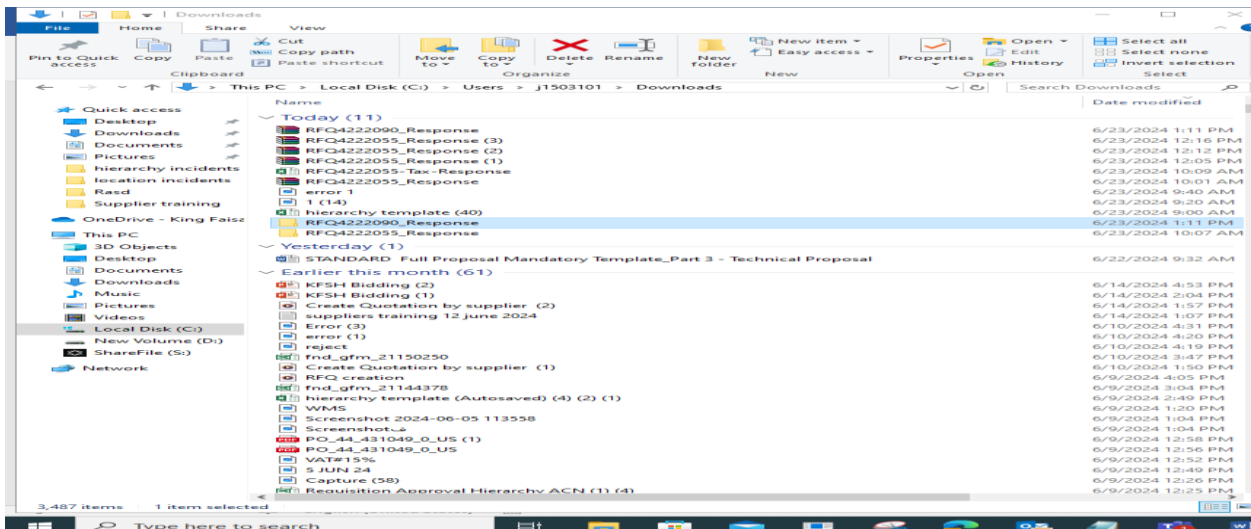 Downloads
File Home Share View
Pin to Quick access
Copy
Paste
Cut
Copy path
Paste shortcut
Move to
Copy to
Delete
Rename
New folder
New item
Easy access
Properties
Open
Edit
History
Select all
Select none
Invert selection
Clipboard Organize New Open Select
This PC > Local Disk (C:) > Users > j1503101 > Downloads
Search Downloads
Quick access
Desktop
Downloads
Documents
Pictures
hierarchy incidents
location incidents
Rasd
Supplier training
OneDrive - King Faisa
This PC
3D Objects
Desktop
Documents
Downloads
Music
Pictures
Videos
Local Disk (C:)
New Volume (D:)
ShareFile (S:)
Network
Name Date modified
Today (11)
RFQ4222090_Response 6/23/2024 1:11 PM
RFQ4222055_Response (3) 6/23/2024 12:16 PM
RFQ4222055_Response (2) 6/23/2024 12:12 PM
RFQ4222055_Response (1) 6/23/2024 12:05 PM
RFQ4222055-Tax-Response 6/23/2024 10:09 AM
RFQ4222055_Response 6/23/2024 10:01 AM
error 1 6/23/2024 9:40 AM
1 (14) 6/23/2024 9:20 AM
hierarchy template (40) 6/23/2024 9:00 AM
RFQ4222090_Response 6/23/2024 1:11 PM
RFQ4222055_Response 6/23/2024 10:07 AM
Yesterday (1)
STANDARD Full Proposal Mandatory Template_Part 3 - Technical Proposal 6/22/2024 9:32 AM
Earlier this month (61)
KFSH Bidding (2) 6/14/2024 4:53 PM
KFSH Bidding (1) 6/14/2024 2:04 PM
Create Quotation by supplier (2) 6/14/2024 1:57 PM
suppliers training 12 june 2024 6/14/2024 1:07 PM
Error (3) 6/10/2024 4:31 PM
error (1) 6/10/2024 4:20 PM
reject 6/10/2024 4:19 PM
fnd_gfm_21150250 6/10/2024 3:47 PM
Create Quotation by supplier (1) 6/10/2024 1:50 PM
RFQ creation 6/9/2024 4:05 PM
fnd_gfm_21144378 6/9/2024 3:04 PM
hierarchy template (Autosaved) (4) (2) (1) 6/9/2024 2:49 PM
WMS 6/9/2024 1:20 PM
Screenshot 2024-06-05 113558 6/9/2024 1:04 PM
Screenshotف 6/9/2024 1:04 PM
PO_44_431049_0_US (1) 6/9/2024 12:58 PM
PO_44_431049_0_US 6/9/2024 12:56 PM
VAT#15% 6/9/2024 12:52 PM
5 JUN 24 6/9/2024 12:49 PM
Capture (58) 6/9/2024 12:26 PM
Requisition Approval Hierarchy ACN (1) (4) 6/9/2024 12:25 PM
3,487 items 1 item selected
Type here to search